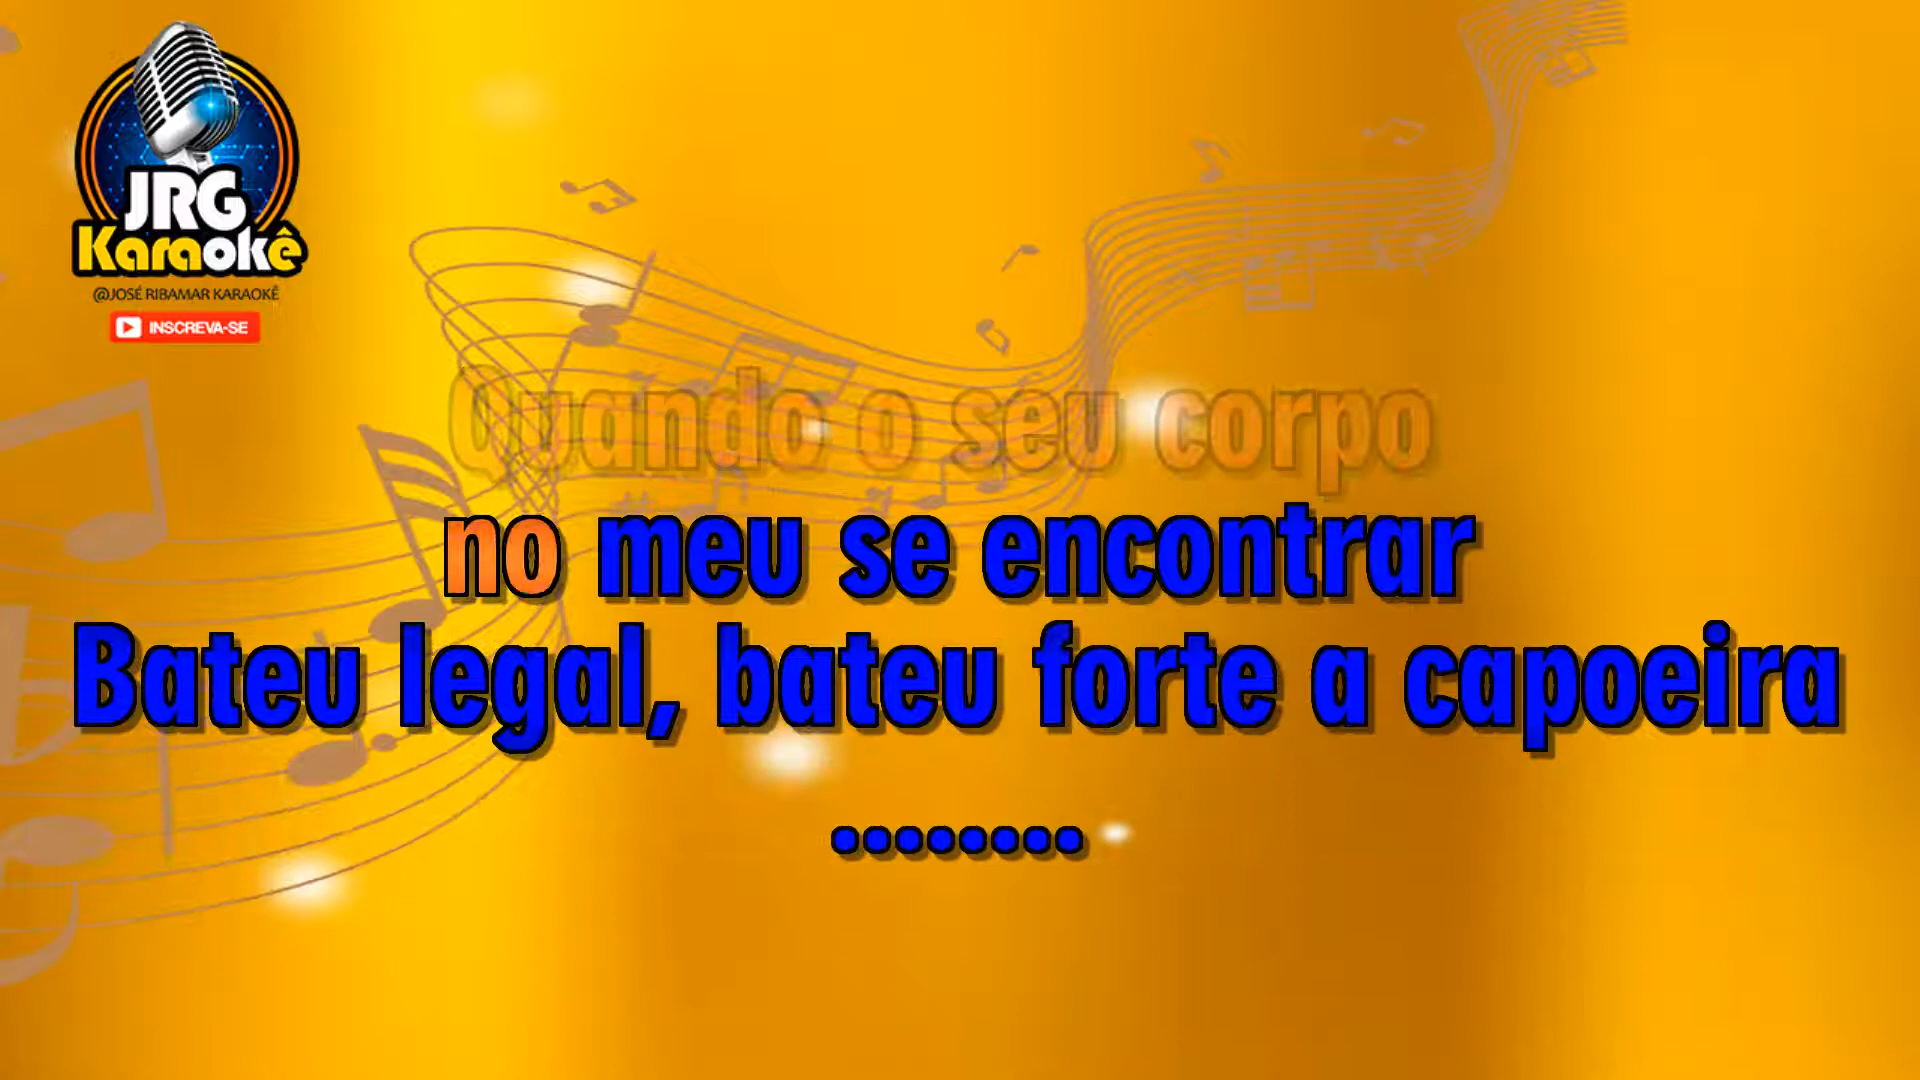 JRG
Karaokê
@JOSÉ RIBAMAR KARAOKÊ
INSCREVA-SE
Quando o seu corpo
no meu se encontrar
Bateu legal, bateu forte a capoeira
........